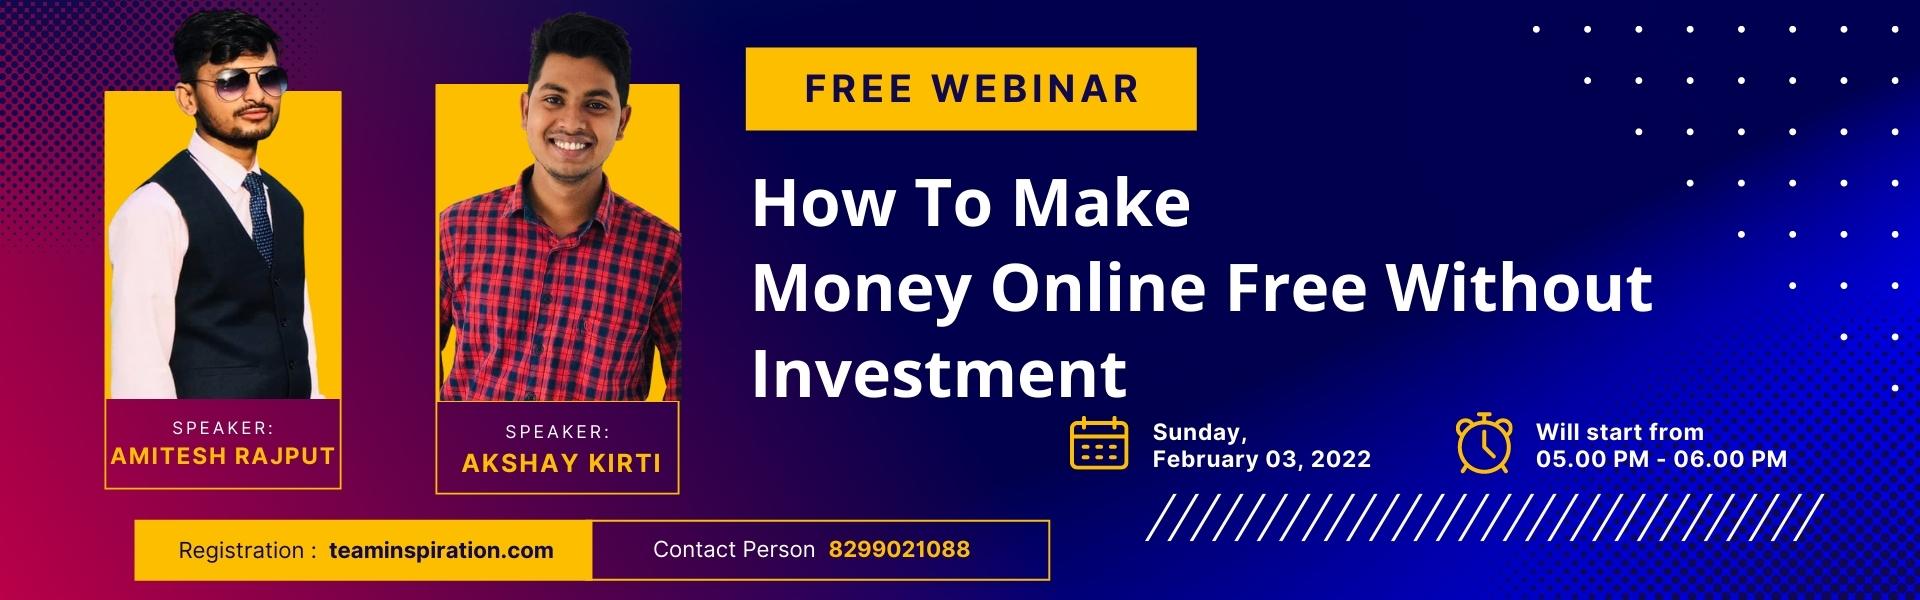 FREE WEBINAR
How To Make
Money Online Free Without
Investment
SPEAKER:
AMITESH RAJPUT
SPEAKER:
AKSHAY KIRTI
Sunday,
February 03, 2022
Will start from
05.00 PM - 06.00 PM
Registration : teaminspiration.com
Contact Person 8299021088